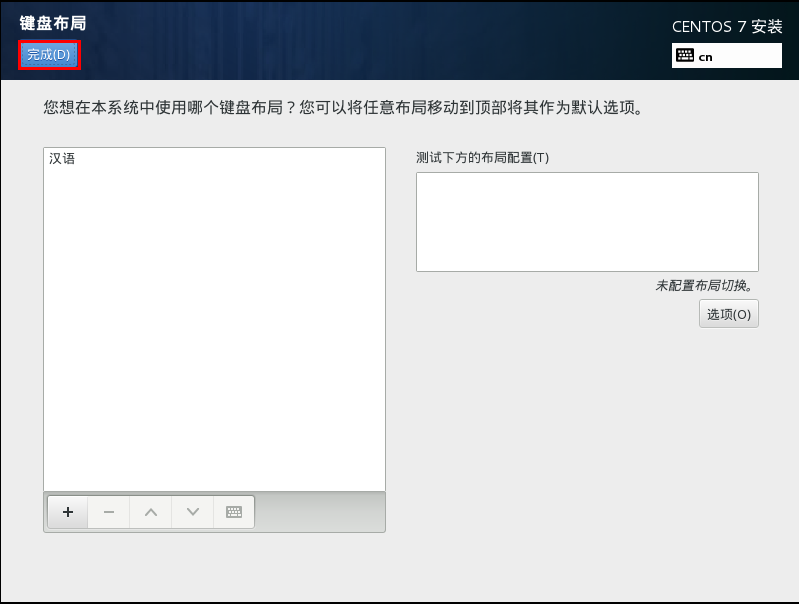 键盘布局
CENTOS 7 安装
完成(D)
cn
您想在本系统中使用哪个键盘布局？您可以将任意布局移动到顶部将其作为默认选项。
汉语
测试下方的布局配置(T)
未配置布局切换。
选项(O)